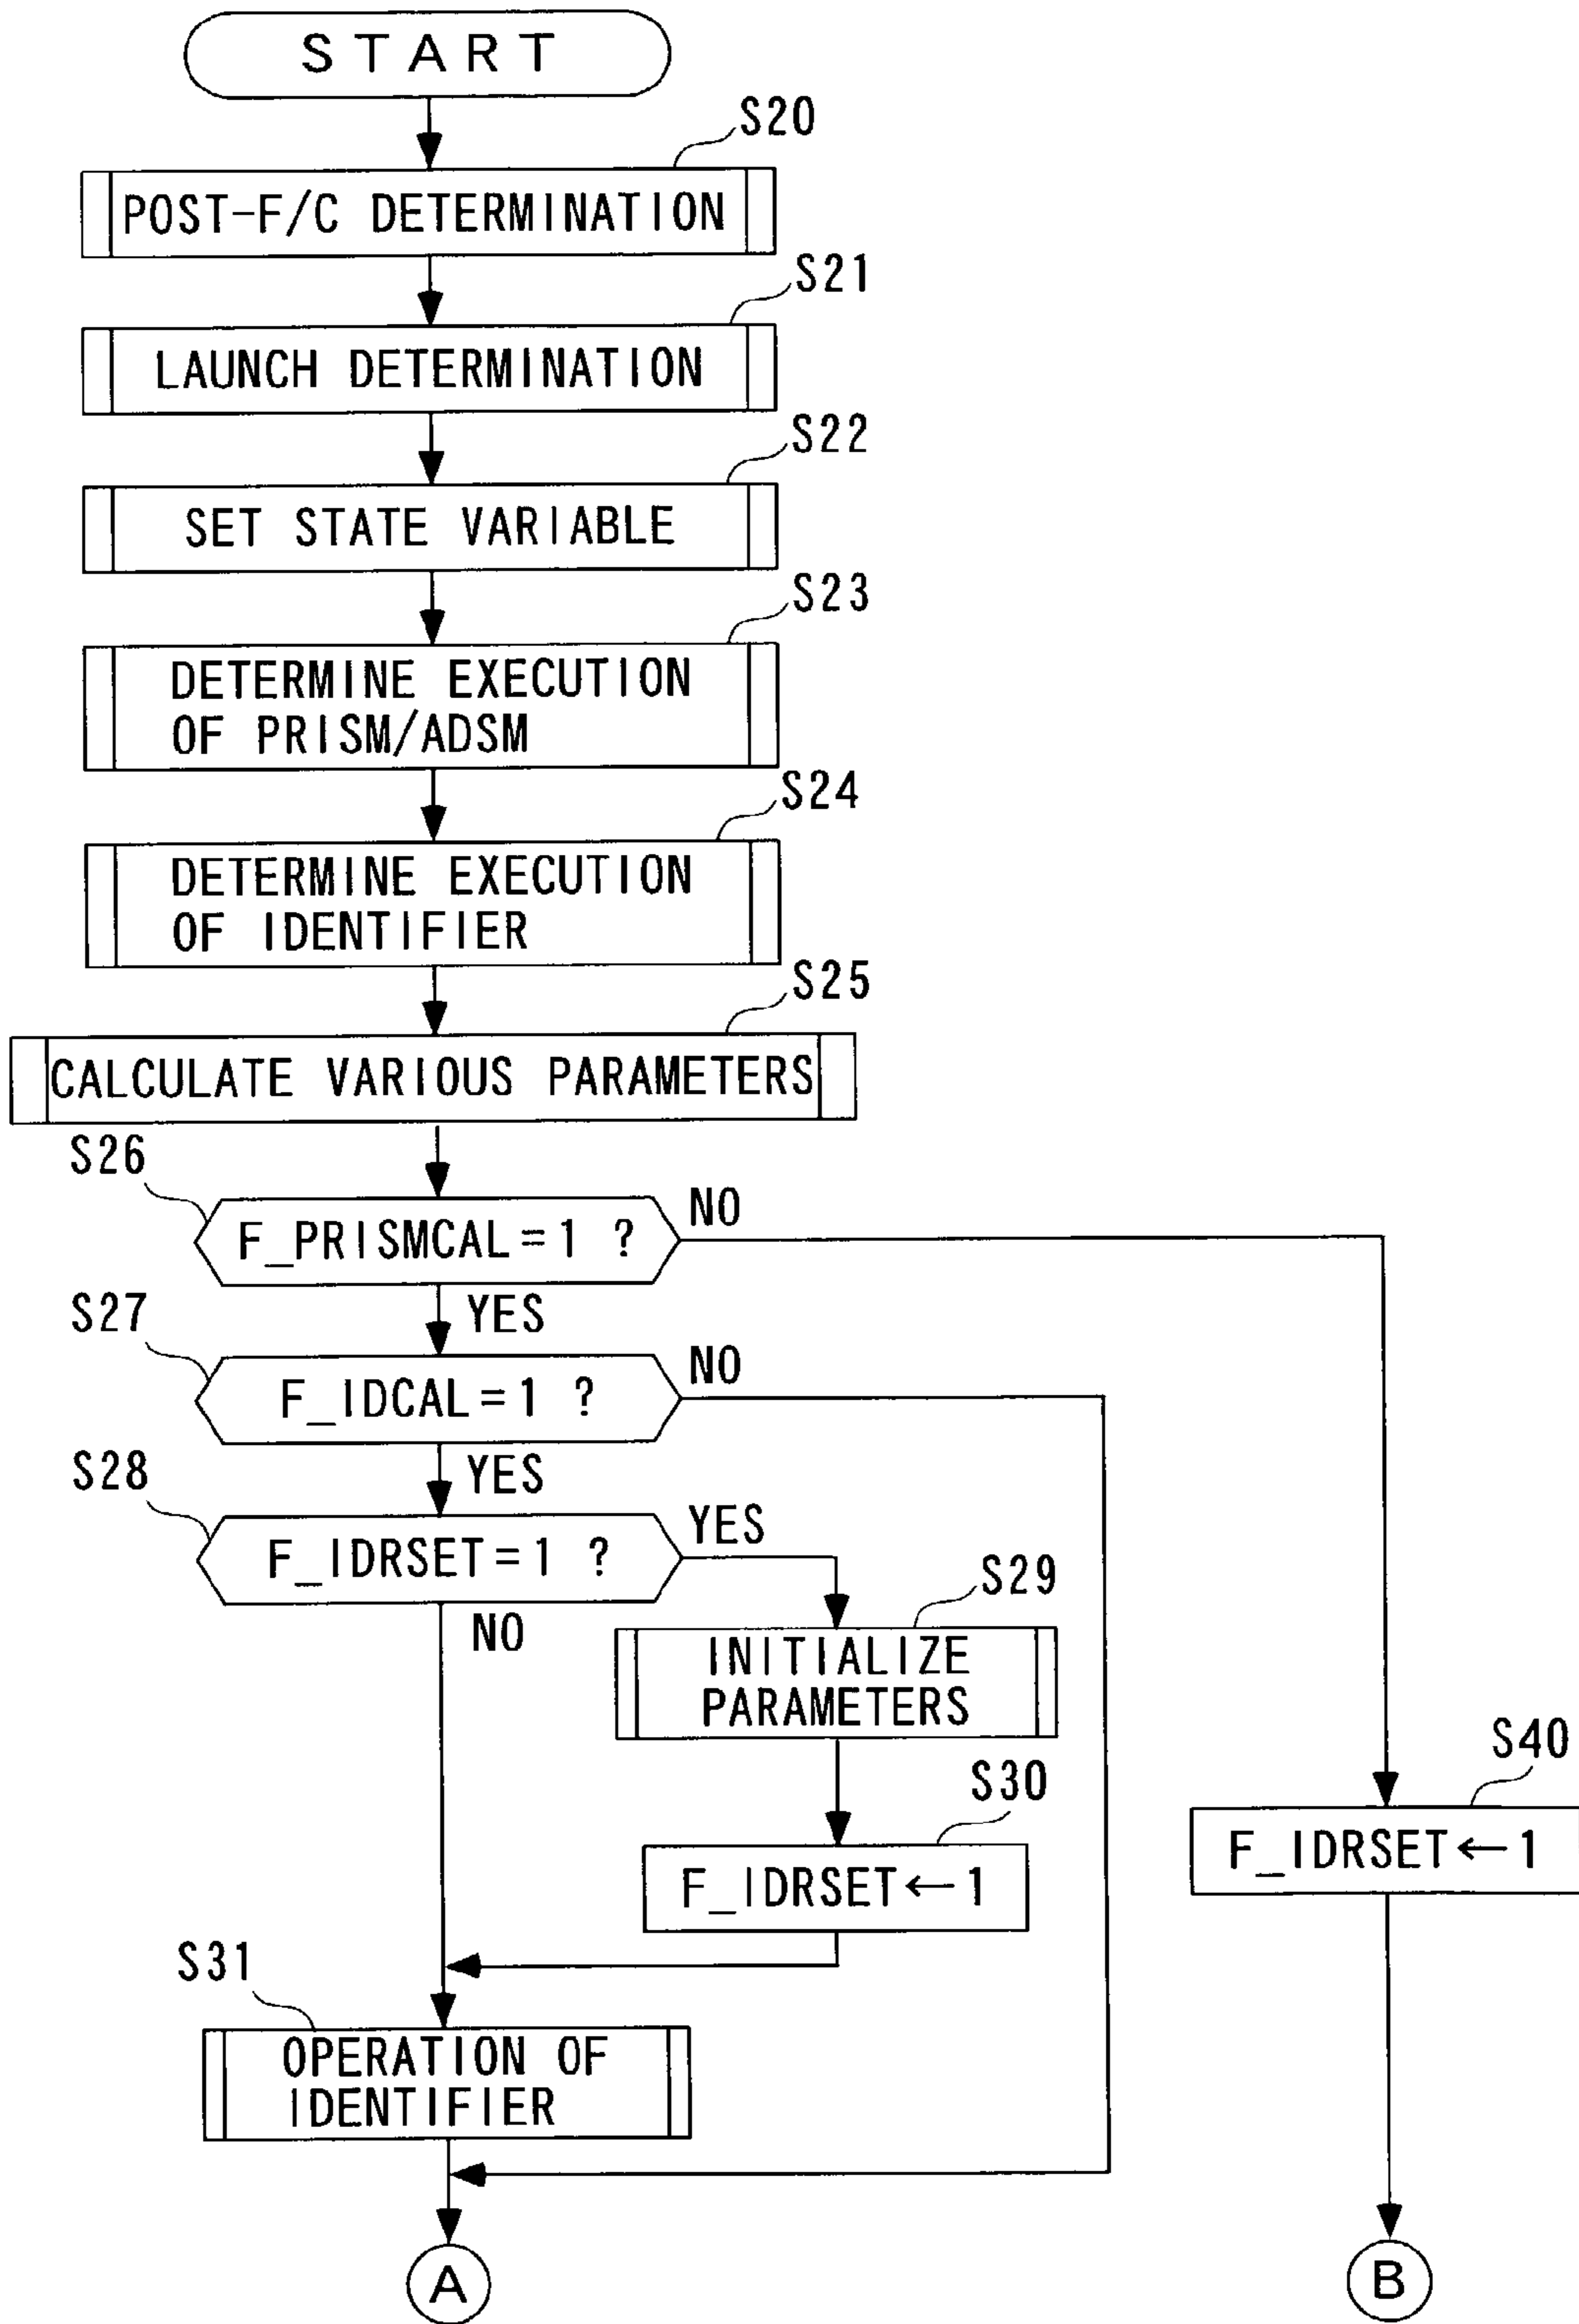 START
S20
POST-F/C DETERMINATION
S21
LAUNCH DETERMINATION
S22
SET STATE VARIABLE
S23
DETERMINE EXECUTION
OF PRISM/ADSM
S24
DETERMINE EXECUTION
OF IDENTIFIER
S25
CALCULATE VARIOUS PARAMETERS
S26
F_PRISMCAL=1 ?
NO
YES
S27
F_IDCAL=1 ?
NO
YES
S28
F_IDRSET=1 ?
YES
NO
S29
INITIALIZE
PARAMETERS
S30
F_IDRSET←1
S40
F_IDRSET←1
S31
OPERATION OF
IDENTIFIER
A
B